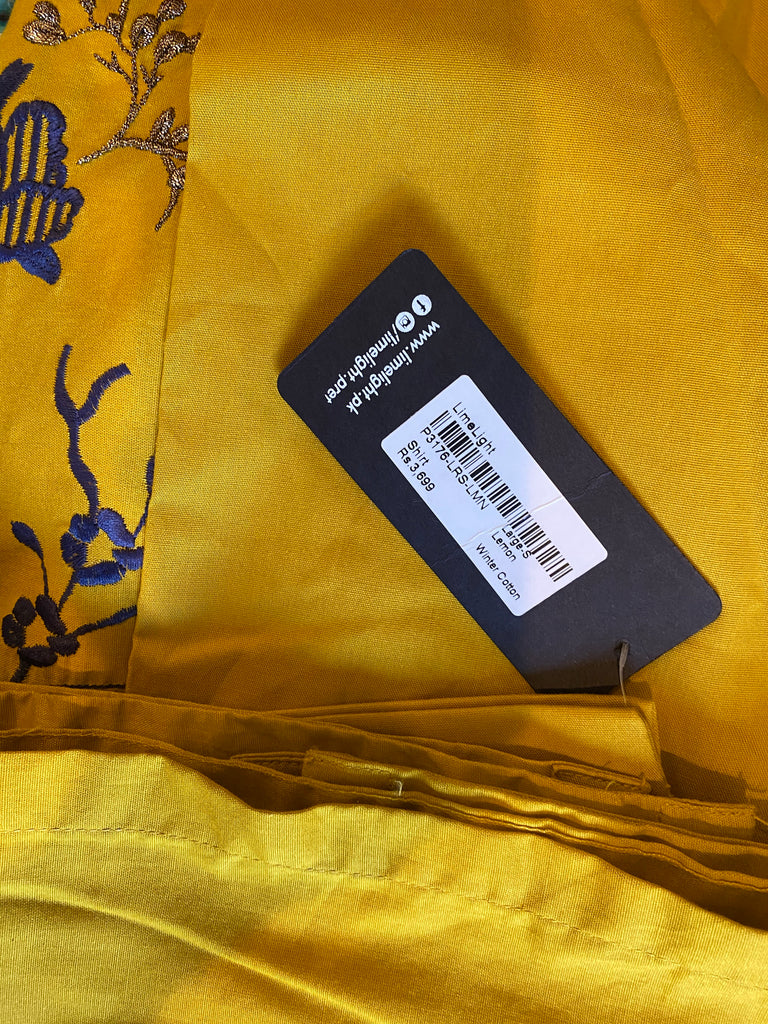 www.limelight.pk
/limelight.pret
LimeLight
P3176-LRS-LMN
Large-S
Shirt
Lemon
Rs.3,699
Winter Cotton